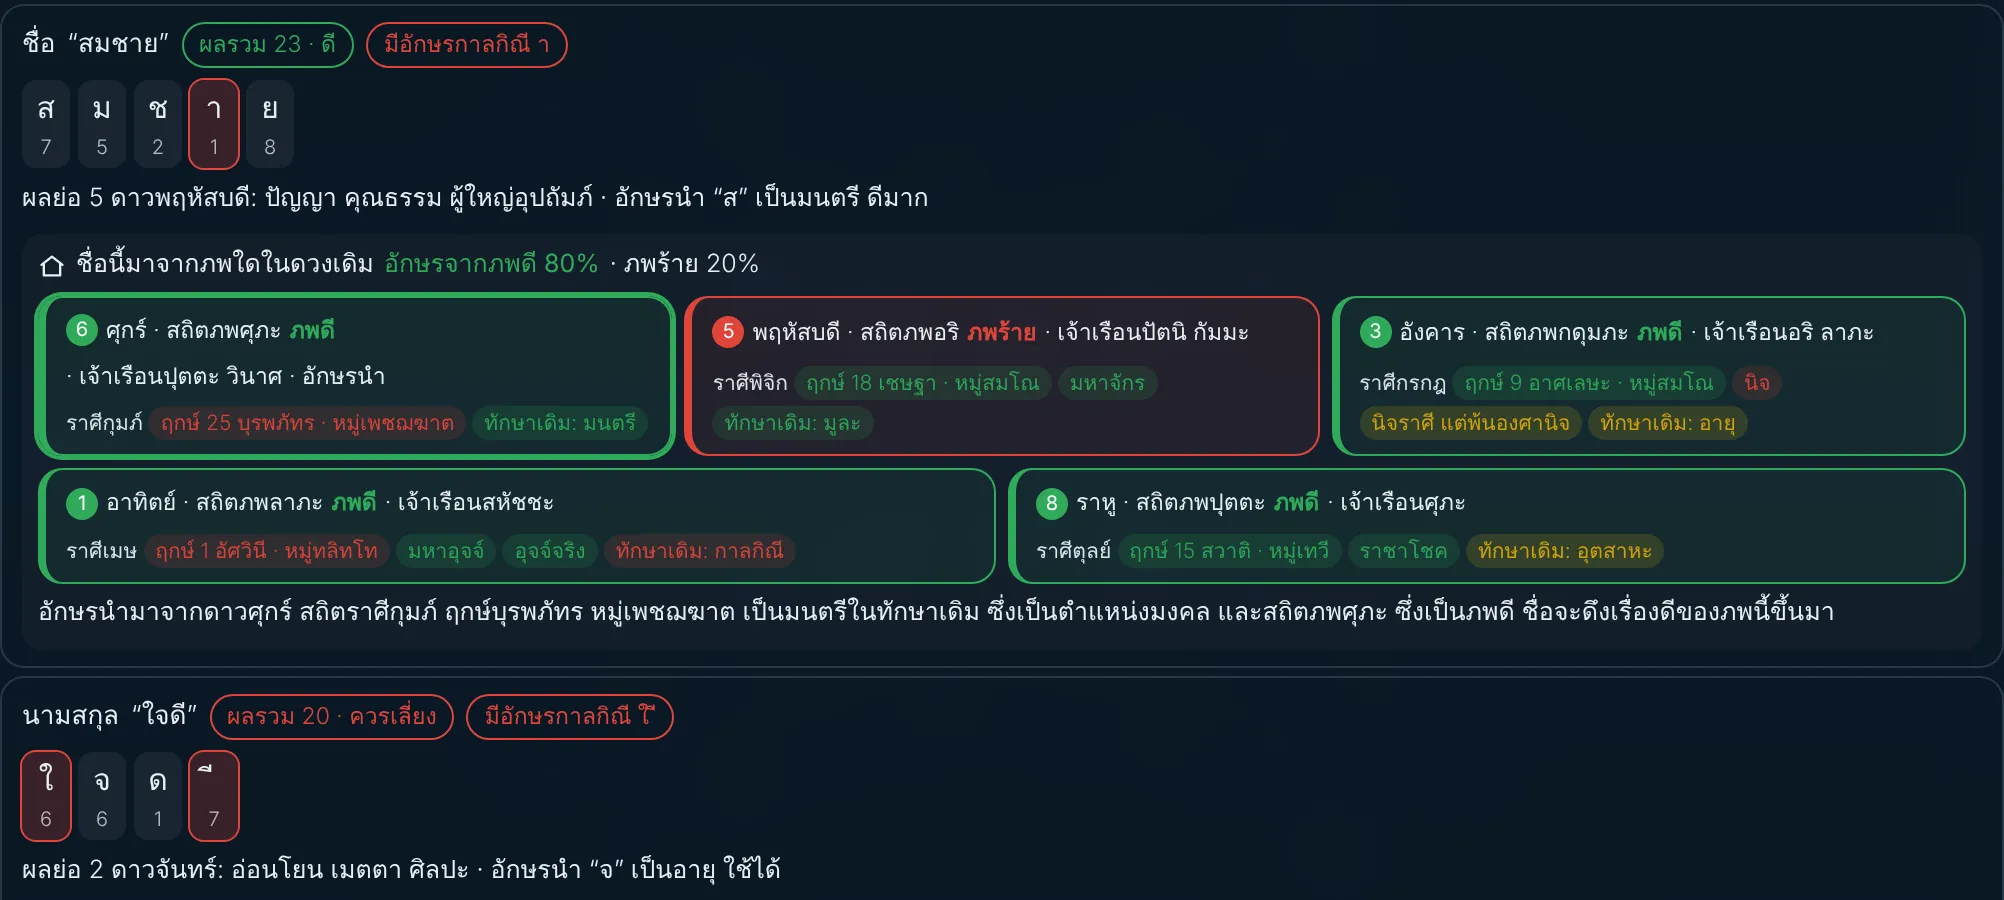 ชื่อ “สมชาย” ผลรวม 23 · ดี มีอักษรกาลกิณี า
ส ม ช า ย
7 5 2 1 8
ผลย่อ 5 ดาวพฤหัสบดี: ปัญญา คุณธรรม ผู้ใหญ่อุปถัมภ์ · อักษรนำ “ส” เป็นมนตรี ดีมาก
ชื่อนี้มาจากภพใดในดวงเดิม อักษรจากภพดี 80% · ภพร้าย 20%
6 ศุกร์ · สถิตภพศุภะ ภพดี
· เจ้าเรือนปุตตะ วินาศ · อักษรนำ
ราศีกุมภ์ ฤกษ์ 25 บุรพภัทร · หมู่เพชฌฆาต ทักษาเดิม: มนตรี
5 พฤหัสบดี · สถิตภพอริ ภพร้าย · เจ้าเรือนปัตนิ กัมมะ
ราศีพิจิก ฤกษ์ 18 เชษฐา · หมู่สมโณ มหาจักร
ทักษาเดิม: มูละ
3 อังคาร · สถิตภพกดุมภะ ภพดี · เจ้าเรือนอริ ลาภะ
ราศีกรกฎ ฤกษ์ 9 อาศเลษะ · หมู่สมโณ นิจ
นิจราศี แต่พ้นองศานิจ ทักษาเดิม: อายุ
1 อาทิตย์ · สถิตภพลาภะ ภพดี · เจ้าเรือนสหัชชะ
ราศีเมษ ฤกษ์ 1 อัศวินี · หมู่ทลิทโท มหาอุจจ์ อุจจ์จริง ทักษาเดิม: กาลกิณี
8 ราหู · สถิตภพปุตตะ ภพดี · เจ้าเรือนศุภะ
ราศีตุลย์ ฤกษ์ 15 สวาติ · หมู่เทวี ราชาโชค ทักษาเดิม: อุตสาหะ
อักษรนำมาจากดาวศุกร์ สถิตราศีกุมภ์ ฤกษ์บุรพภัทร หมู่เพชฌฆาต เป็นมนตรีในทักษาเดิม ซึ่งเป็นตำแหน่งมงคล และสถิตภพศุภะ ซึ่งเป็นภพดี ชื่อจะดึงเรื่องดีของภพนี้ขึ้นมา
นามสกุล “ใจดี” ผลรวม 20 · ควรเลี่ยง มีอักษรกาลกิณี ใ ี
ใ จ ด ี
6 6 1 7
ผลย่อ 2 ดาวจันทร์: อ่อนโยน เมตตา ศิลปะ · อักษรนำ “จ” เป็นอายุ ใช้ได้